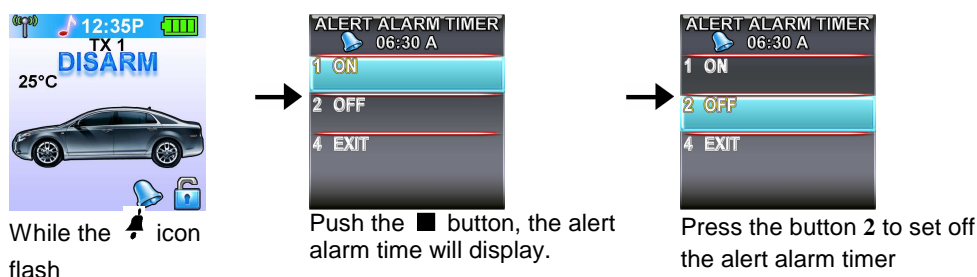 12:35P
TX 1
DISARM
25°C
While the icon
flash
ALERT ALARM TIMER
06:30 A
1 ON
2 OFF
4 EXIT
Push the ■ button, the alert
alarm time will display.
ALERT ALARM TIMER
06:30 A
1 ON
2 OFF
4 EXIT
Press the button 2 to set off
the alert alarm timer